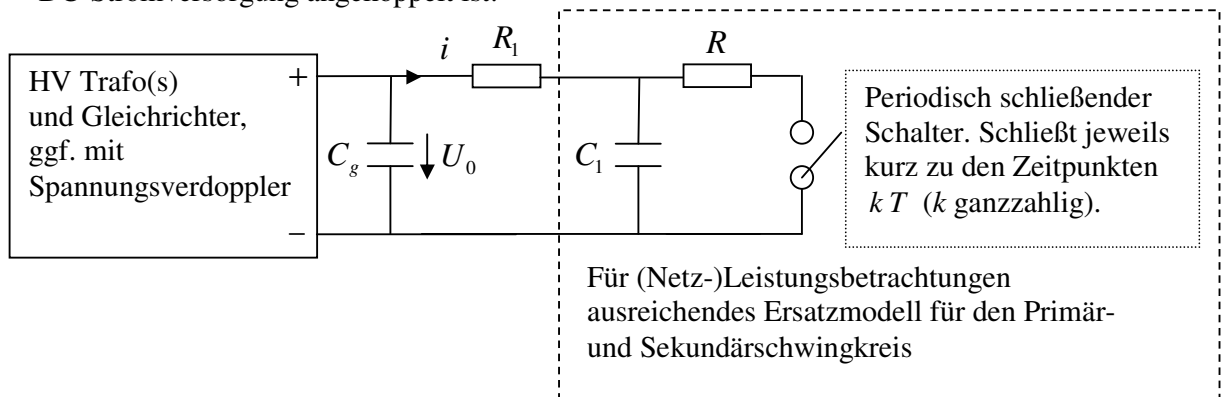 HV Trafo(s)
und Gleichrichter,
ggf. mit
Spannungsverdoppler
+
−
i
R₁
R
C_g
U₀
C₁
Periodisch schließender
Schalter. Schließt jeweils
kurz zu den Zeitpunkten
k T (k ganzzahlig).
Für (Netz-)Leistungsbetrachtungen
ausreichendes Ersatzmodell für den Primär-
und Sekundärschwingkreis